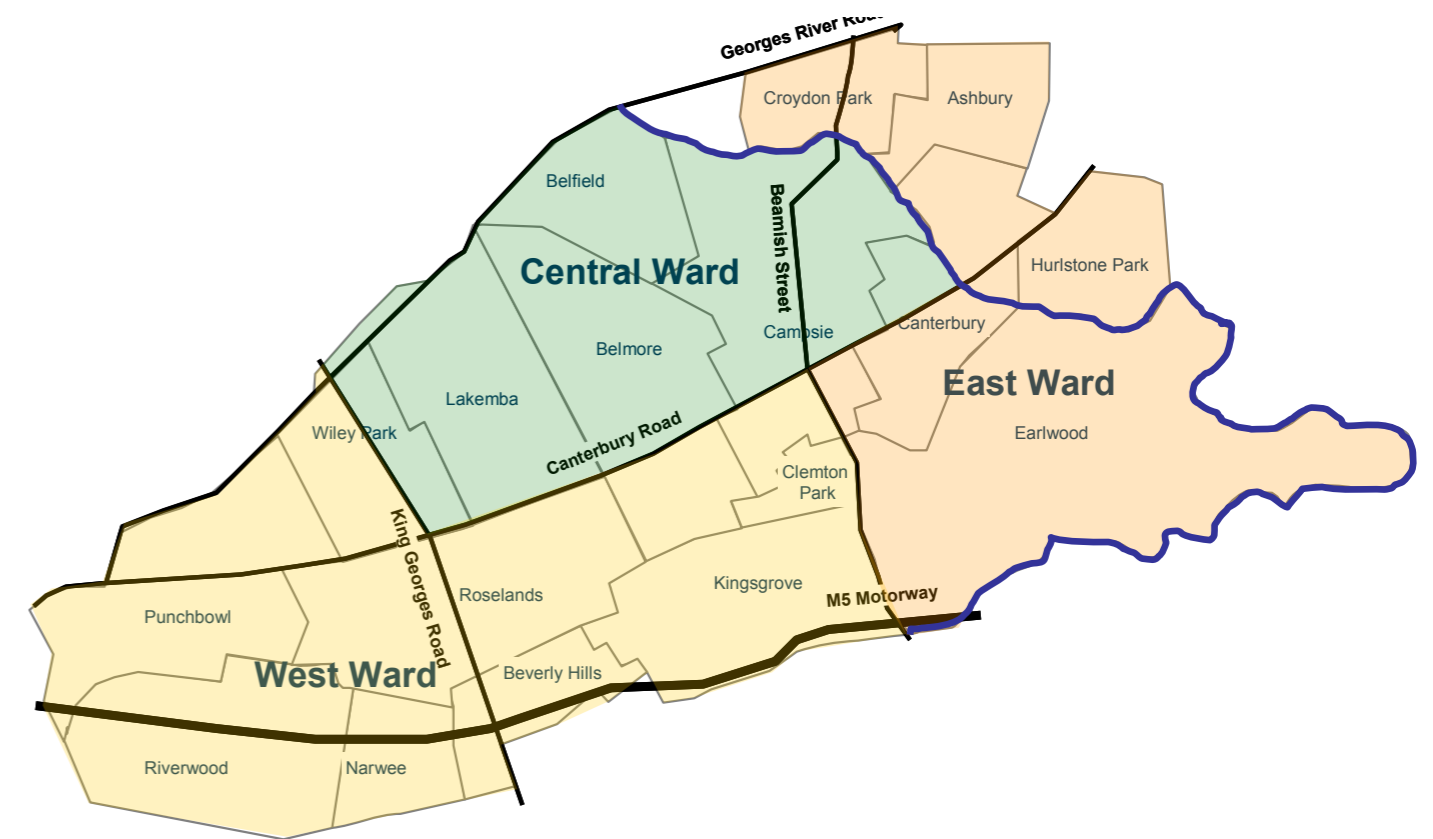 Georges River Road
Croydon Park
Ashbury
Belfield
Beamish Street
Central Ward
Hurlstone Park
Campsie
Canterbury
Belmore
East Ward
Lakemba
Wiley Park
Canterbury Road
Earlwood
Clemton
Park
King Georges Road
Roselands
Kingsgrove
M5 Motorway
Punchbowl
West Ward
Beverly Hills
Riverwood
Narwee